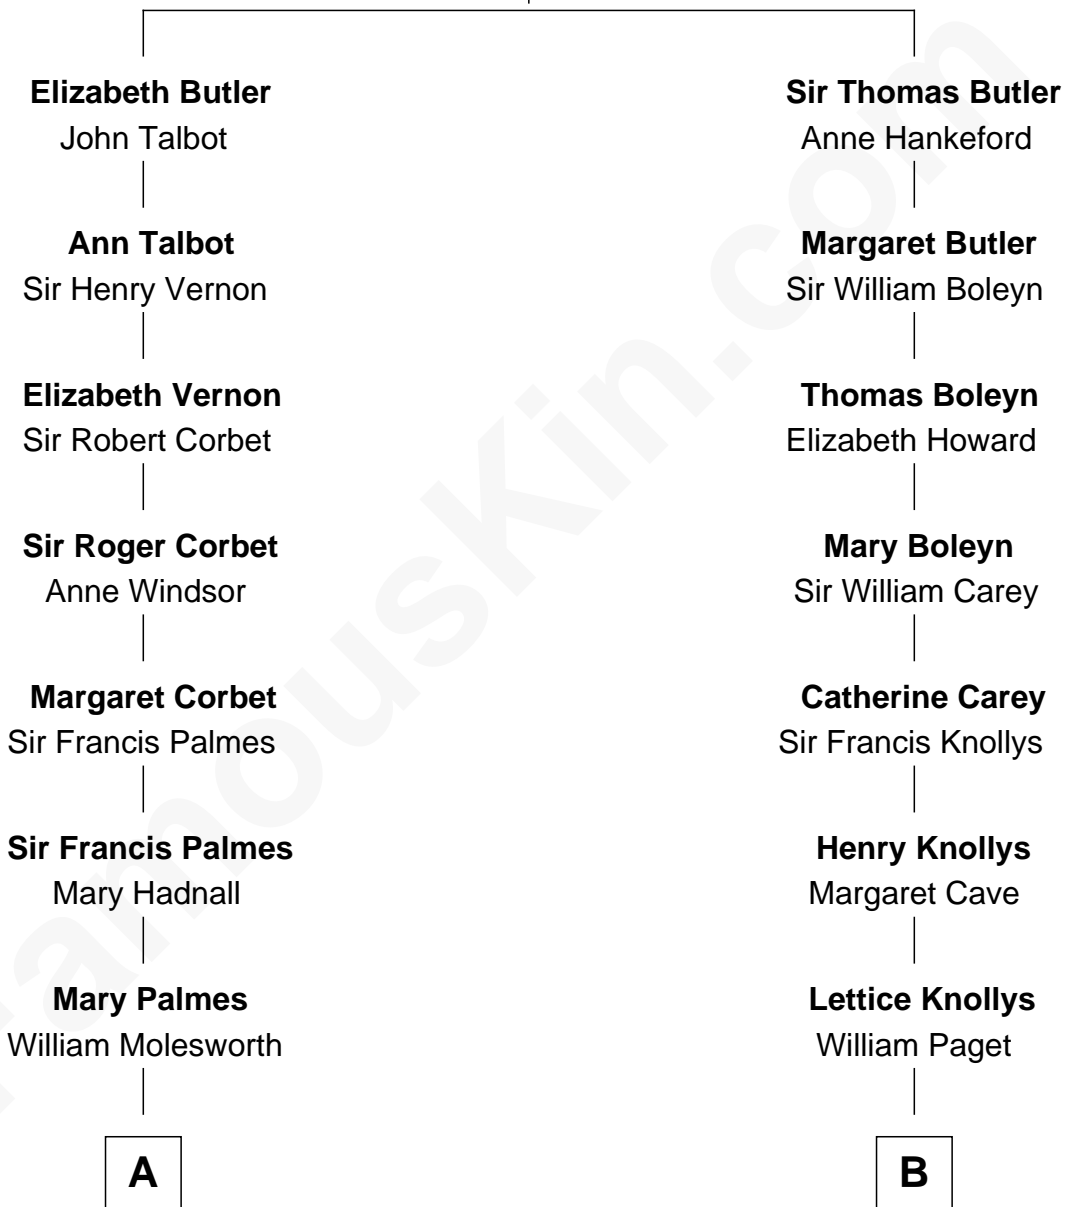 Elizabeth Butler
John Talbot
Ann Talbot
Sir Henry Vernon
Elizabeth Vernon
Sir Robert Corbet
Sir Roger Corbet
Anne Windsor
Margaret Corbet
Sir Francis Palmes
Sir Francis Palmes
Mary Hadnall
Mary Palmes
William Molesworth
A
Sir Thomas Butler
Anne Hankeford
Margaret Butler
Sir William Boleyn
Thomas Boleyn
Elizabeth Howard
Mary Boleyn
Sir William Carey
Catherine Carey
Sir Francis Knollys
Henry Knollys
Margaret Cave
Lettice Knollys
William Paget
B
FamousKin.com